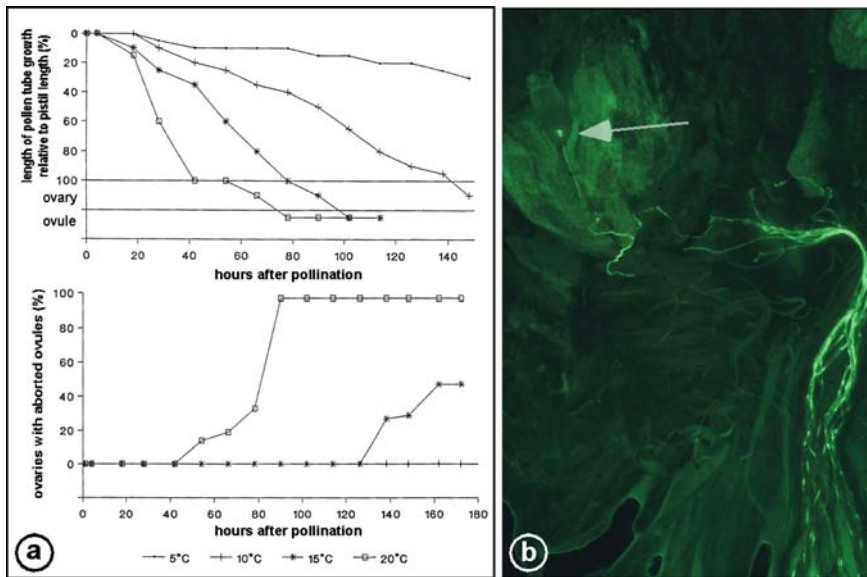 length of pollen tube growth
relative to pistil length (%)
0
20
40
60
80
100
ovary
ovule
0 20 40 60 80 100 120 140
hours after pollination
ovaries with aborted ovules (%)
100
80
60
40
20
0
0 20 40 60 80 100 120 140 160 180
hours after pollination
5°C 10°C 15°C 20°C
a
b